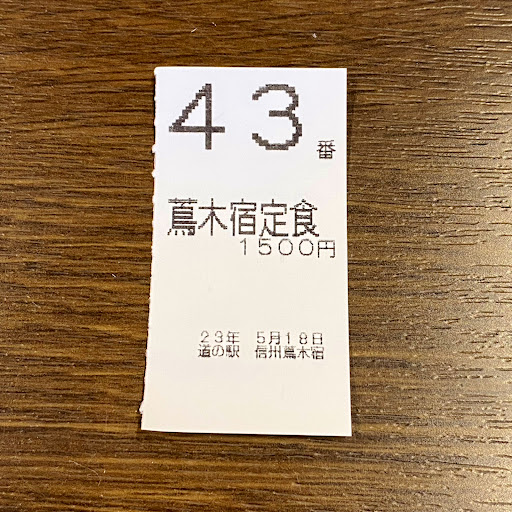 43番
蔦木宿定食
1500円
23年 5月18日
道の駅 信州蔦木宿